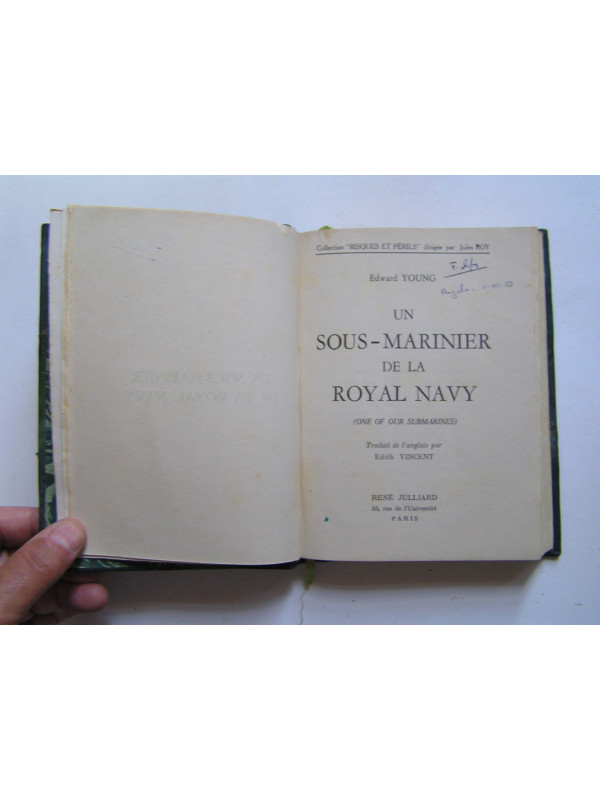 Collection "RISQUES ET PÉRILS" dirigée par Jules ROY
Edward YOUNG
UN
SOUS-MARINIER
DE LA
ROYAL NAVY
(ONE OF OUR SUBMARINES)
Traduit de l'anglais par
Edith VINCENT
RENÉ JULLIARD
30, rue de l'Université
PARIS